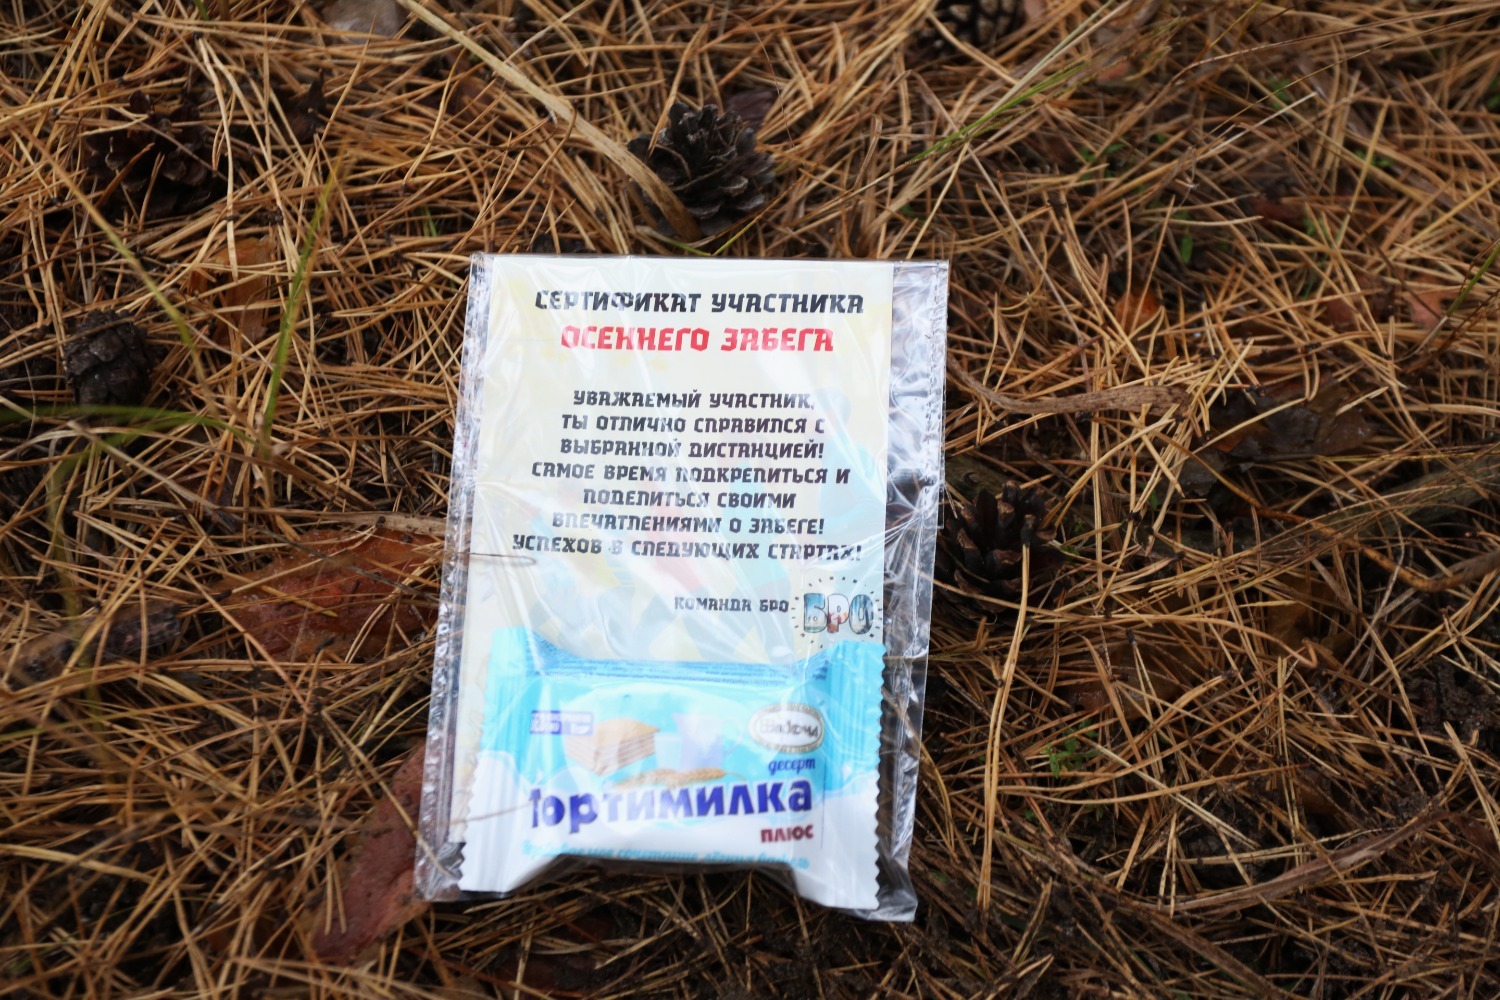 СЕРТИФИКАТ УЧАСТНИКА
ОСЕННЕГО ЗАБЕГА
УВАЖАЕМЫЙ УЧАСТНИК,
ТЫ ОТЛИЧНО СПРАВИЛСЯ С
ВЫБРАННОЙ ДИСТАНЦИЕЙ!
САМОЕ ВРЕМЯ ПОДКРЕПИТЬСЯ И
ПОДЕЛИТЬСЯ СВОИМИ
ВПЕЧАТЛЕНИЯМИ О ЗАБЕГЕ!
УСПЕХОВ В СЛЕДУЮЩИХ СТАРТАХ!
КОМАНДА БРО
БРО
десерт
Тортимилка
плюс